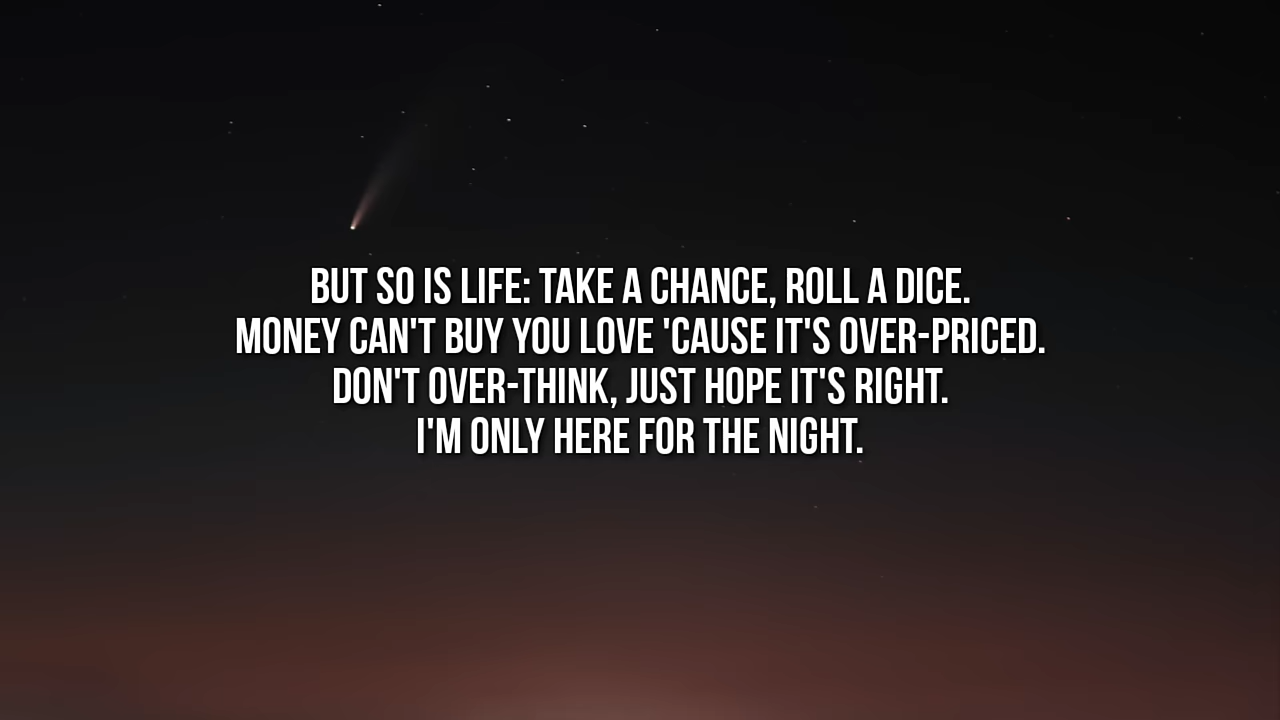 BUT SO IS LIFE: TAKE A CHANCE, ROLL A DICE.
MONEY CAN'T BUY YOU LOVE 'CAUSE IT'S OVER-PRICED.
DON'T OVER-THINK, JUST HOPE IT'S RIGHT.
I'M ONLY HERE FOR THE NIGHT.